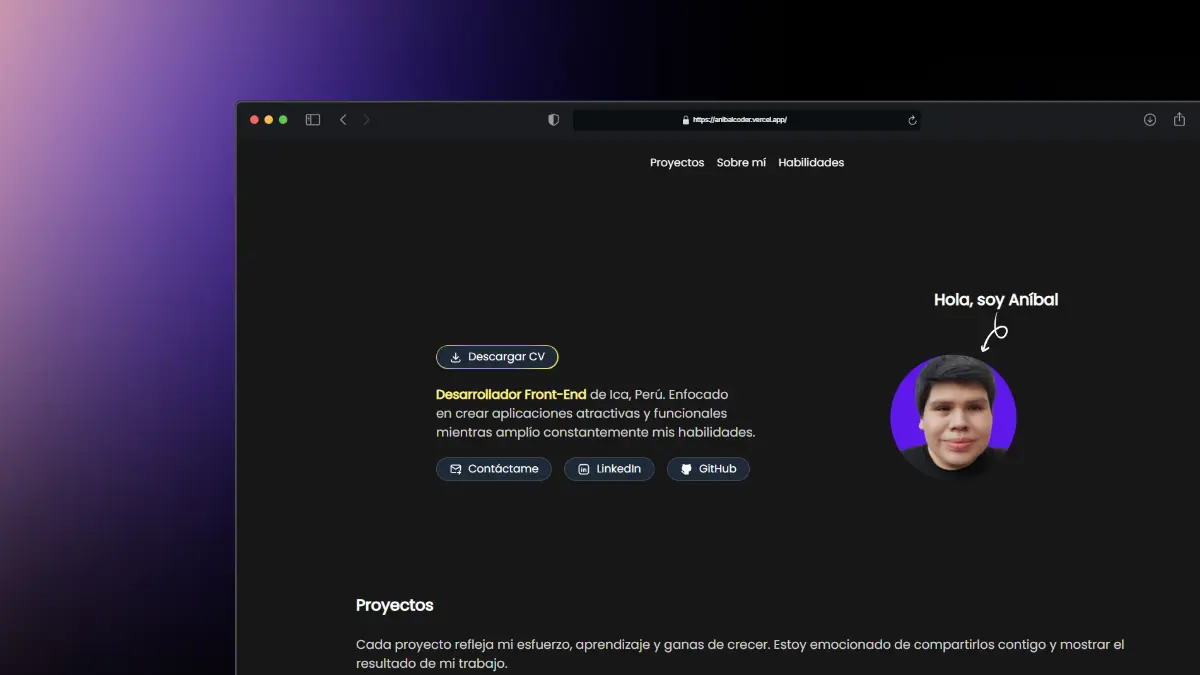 https://anibalcoder.vercel.app/
Proyectos Sobre mí Habilidades
Hola, soy Aníbal
Descargar CV
Desarrollador Front-End de Ica, Perú. Enfocado
en crear aplicaciones atractivas y funcionales
mientras amplío constantemente mis habilidades.
Contáctame LinkedIn GitHub
Proyectos
Cada proyecto refleja mi esfuerzo, aprendizaje y ganas de crecer. Estoy emocionado de compartirlos contigo y mostrar el
resultado de mi trabajo.